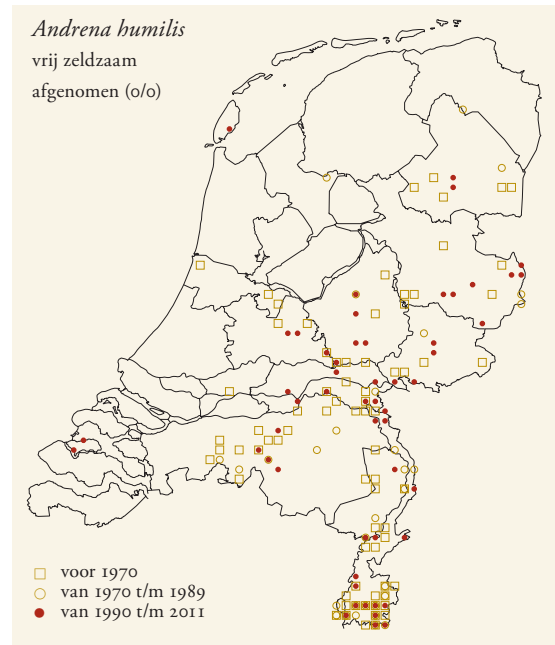 Andrena humilis
vrij zeldzaam
afgenomen (0/0)
voor 1970
van 1970 t/m 1989
van 1990 t/m 2011